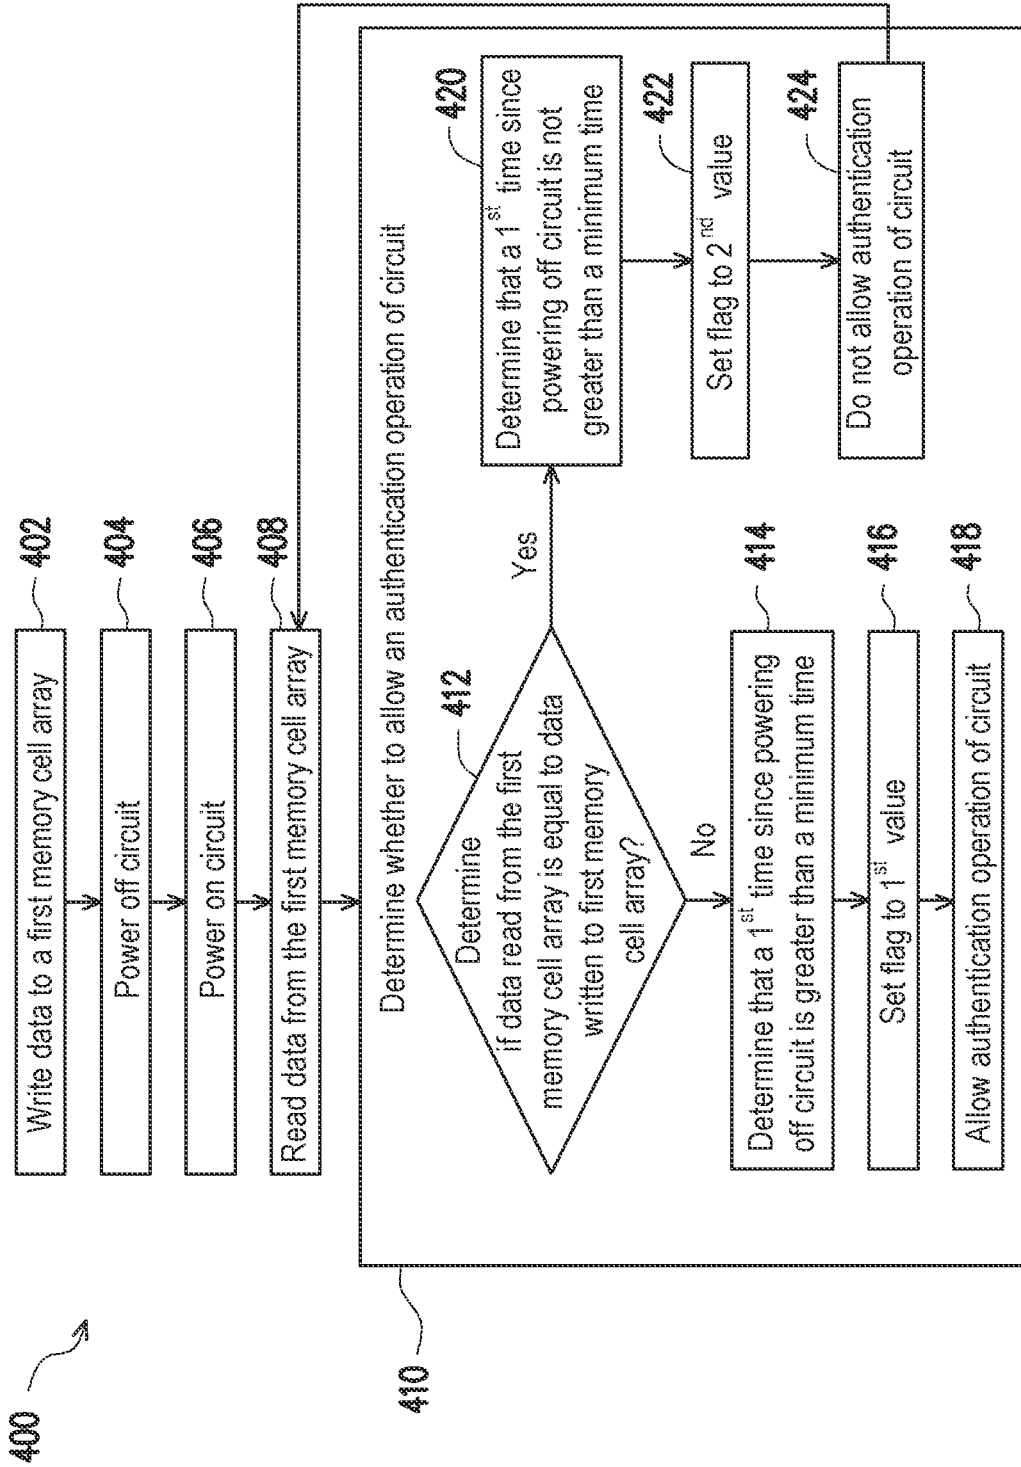 400
Write data to a first memory cell array
402
Power off circuit
404
Power on circuit
406
Read data from the first memory cell array
408
410
Determine whether to allow an authentication operation of circuit
Determine
if data read from the first
memory cell array is equal to data
written to first memory
cell array?
412
No
Yes
Determine that a 1st time since powering
off circuit is greater than a minimum time
414
Set flag to 1st value
416
Allow authentication operation of circuit
418
Determine that a 1st time since
powering off circuit is not
greater than a minimum time
420
Set flag to 2nd value
422
Do not allow authentication
operation of circuit
424